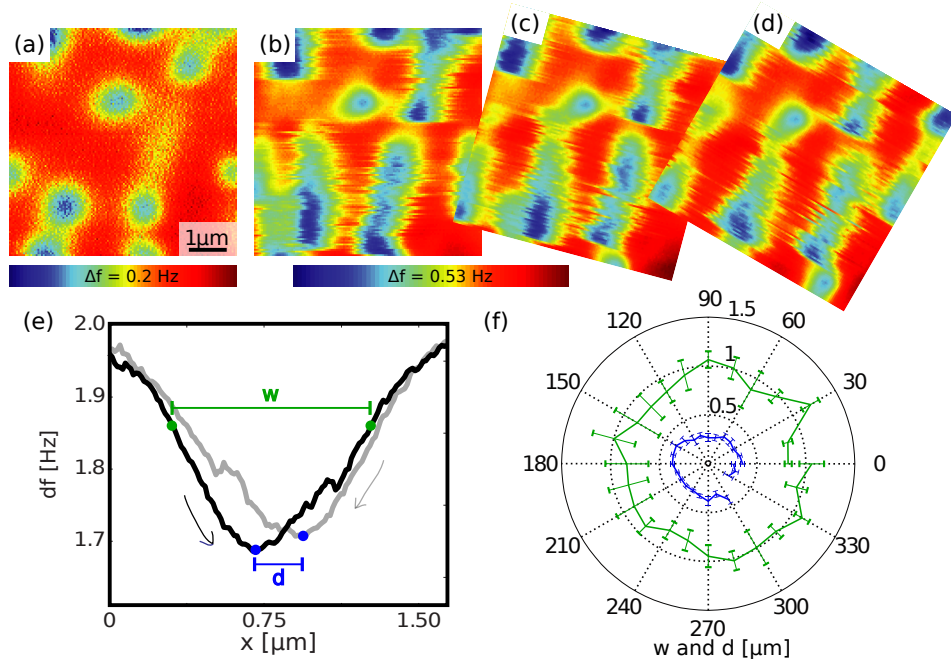 (a)
(b)
(c)
(d)
1μm
Δf = 0.2 Hz
Δf = 0.53 Hz
(e)
2.0
1.9
1.8
1.7
df [Hz]
w
d
0
0.75
1.50
x [μm]
(f)
90
1.5
120
60
1
150
30
0.5
180
0
210
330
240
300
270
w and d [μm]